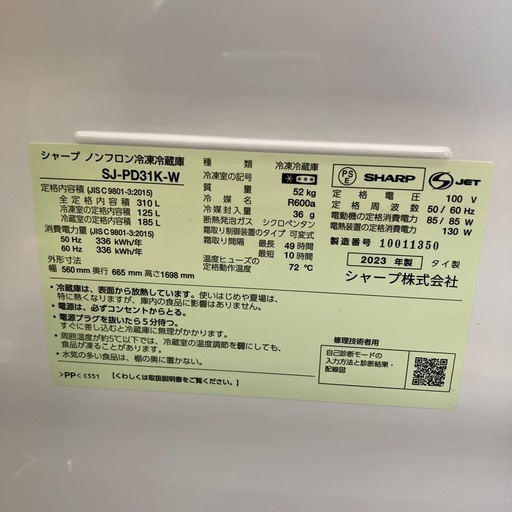 シャープ ノンフロン冷凍冷蔵庫
SJ-PD31K-W
定格内容積 (JIS C 9801-3:2015)
全定格内容積 310 L
冷凍室の定格内容積 125 L
冷蔵室の定格内容積 185 L
消費電力量 (JIS C 9801-3:2015)
50 Hz 336 kWh/年
60 Hz 336 kWh/年
外形寸法
幅 560 mm 奥行 665 mm 高さ 1698 mm
種類 冷凍冷蔵庫
冷凍室の記号
質量 52 kg
冷媒 R600a
冷媒封入量 36 g
断熱発泡ガス シクロペンタン
霜取り制御装置のタイプ 可変式
霜取り間隔 最長 49 時間
最短 10 時間
温度ヒューズの
定格動作温度 72 ℃
PS
E
SHARP
JET
定格電圧 100 V
定格周波数 50 / 60 Hz
電動機の定格消費電力 85 / 85 W
電熱装置の定格消費電力 130 W
製造番号 10011350
2023 年製 タイ製
シャープ株式会社
・冷蔵庫は、表面から放熱しています。使いはじめや夏場は、
特に熱くなりますが、庫内の食品に影響はありません。
・電源は、必ずコンセントからとる。
・電源プラグを抜いたら5分待つ。
すぐに差し込むと冷蔵庫に無理がかかります。
・周囲温度が約5℃以下では、冷蔵室の温度調節を弱にしても、
食品が凍ることがあります。
・水気の多い食品は、棚の奥に置かない。
>PP< C551 【くわしくは取扱説明書をご覧ください。】
修理技術者用
自己診断モードの
入力方法と診断結果・
配線図